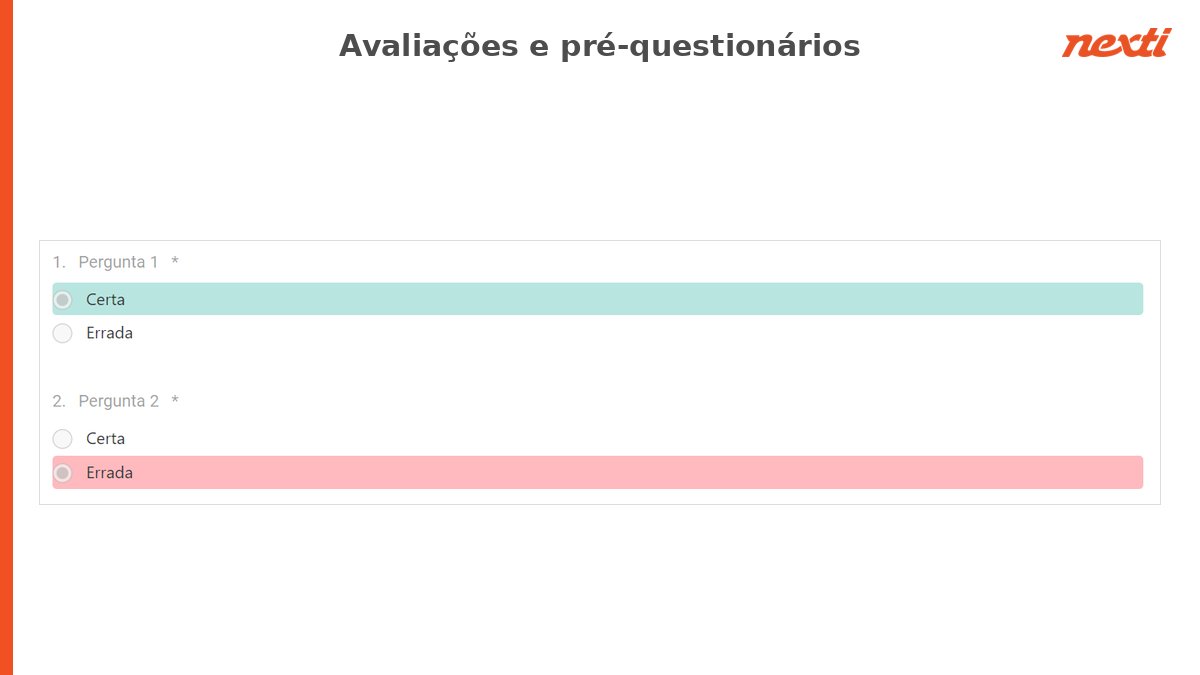 Avaliações e pré-questionários
nexti
1. Pergunta 1 *
Certa
Errada
2. Pergunta 2 *
Certa
Errada